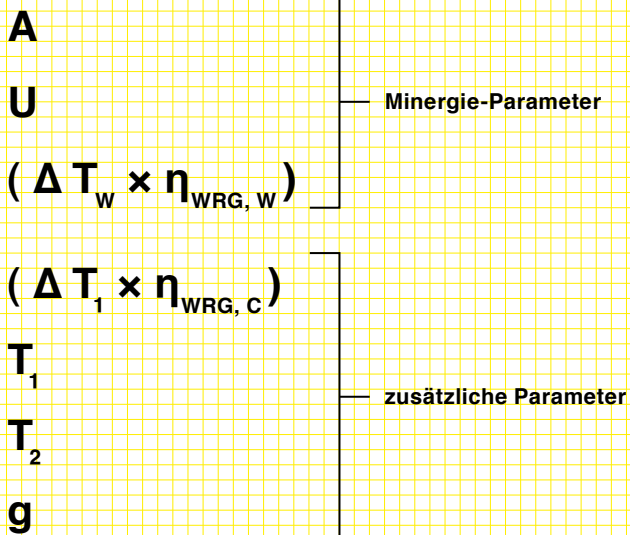 A
U
Minergie-Parameter
( Δ T_W × η_WRG, W )
( Δ T_1 × η_WRG, C )
T_1
zusätzliche Parameter
T_2
g